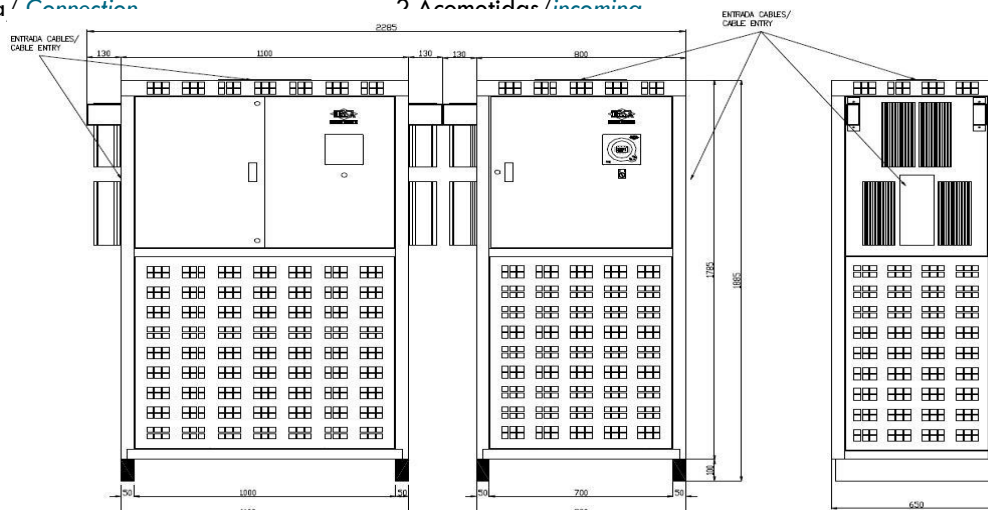 / Connection
2 Acometidas/incoming
ENTRADA CABLES/
CABLE ENTRY
2285
ENTRADA CABLES/
CABLE ENTRY
130
1100
130
130
800
1785
1885
100
50
1000
50
50
700
50
650